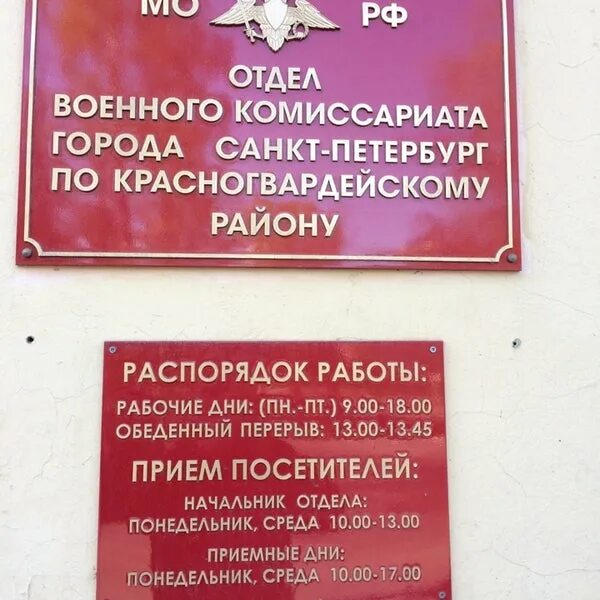 МО РФ
ОТДЕЛ
ВОЕННОГО КОМИССАРИАТА
ГОРОДА САНКТ-ПЕТЕРБУРГ
ПО КРАСНОГВАРДЕЙСКОМУ
РАЙОНУ
РАСПОРЯДОК РАБОТЫ:
РАБОЧИЕ ДНИ: (ПН.-ПТ.) 9.00-18.00
ОБЕДЕННЫЙ ПЕРЕРЫВ: 13.00-13.45
ПРИЕМ ПОСЕТИТЕЛЕЙ:
НАЧАЛЬНИК ОТДЕЛА:
ПОНЕДЕЛЬНИК, СРЕДА 10.00-13.00
ПРИЕМНЫЕ ДНИ:
ПОНЕДЕЛЬНИК, СРЕДА 10.00-17.00